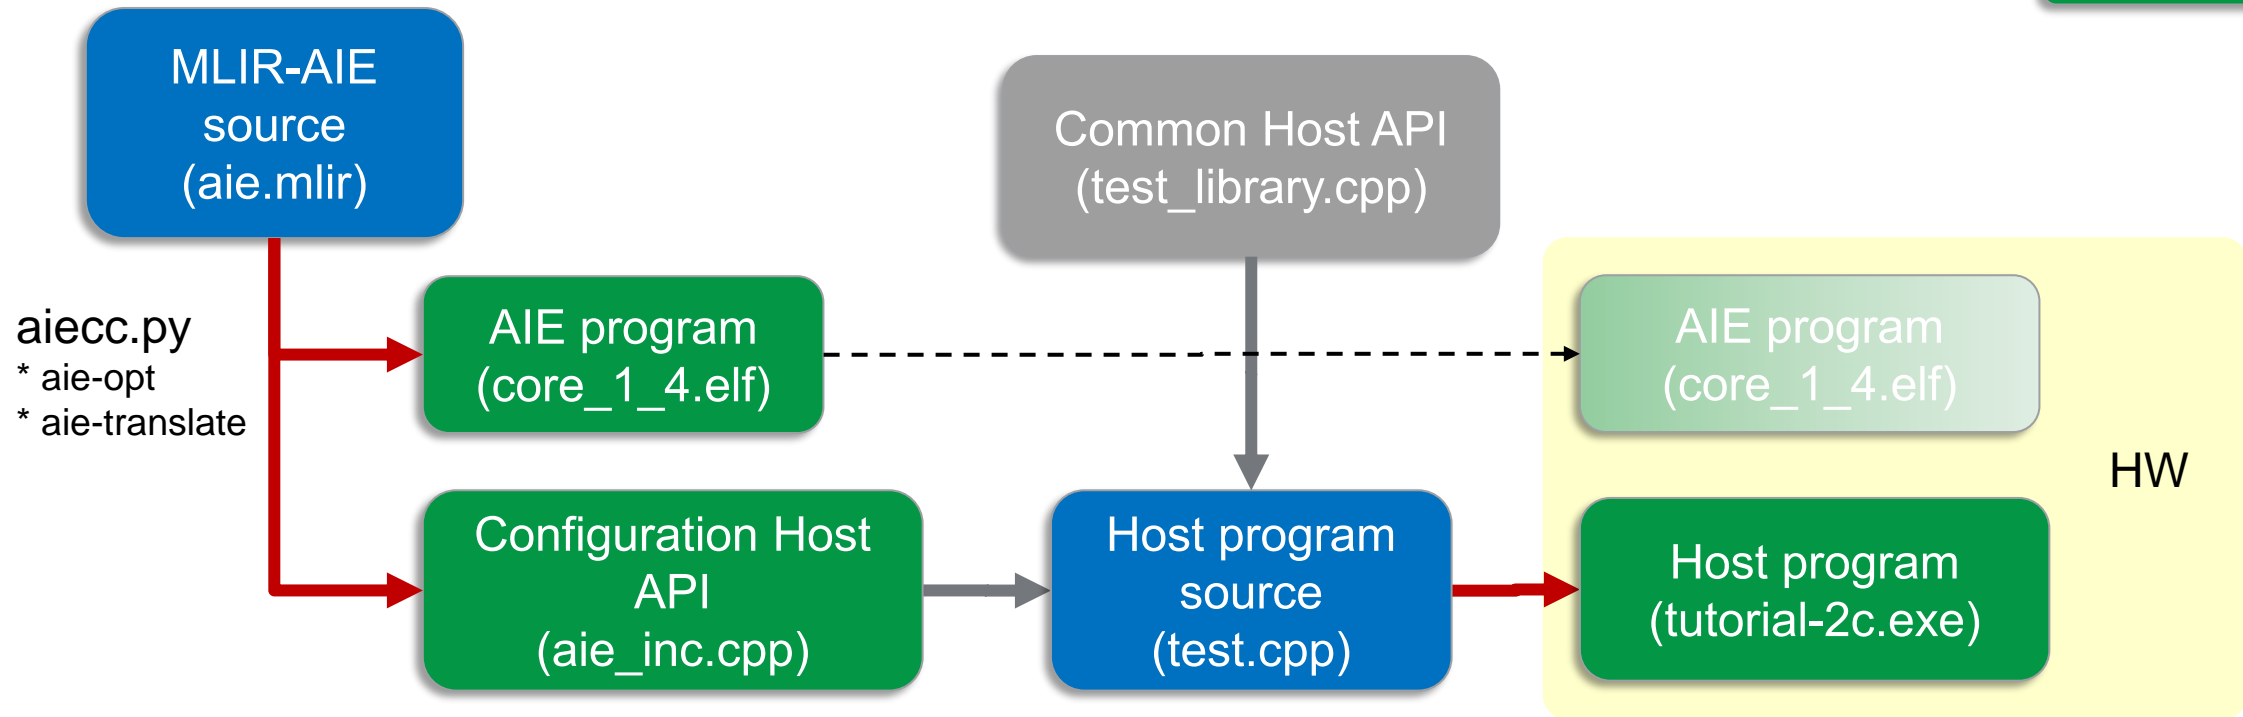 MLIR-AIE
source
(aie.mlir)
Common Host API
(test_library.cpp)
aiecc.py
* aie-opt
* aie-translate
AIE program
(core_1_4.elf)
AIE program
(core_1_4.elf)
HW
Configuration Host
API
(aie_inc.cpp)
Host program
source
(test.cpp)
Host program
(tutorial-2c.exe)